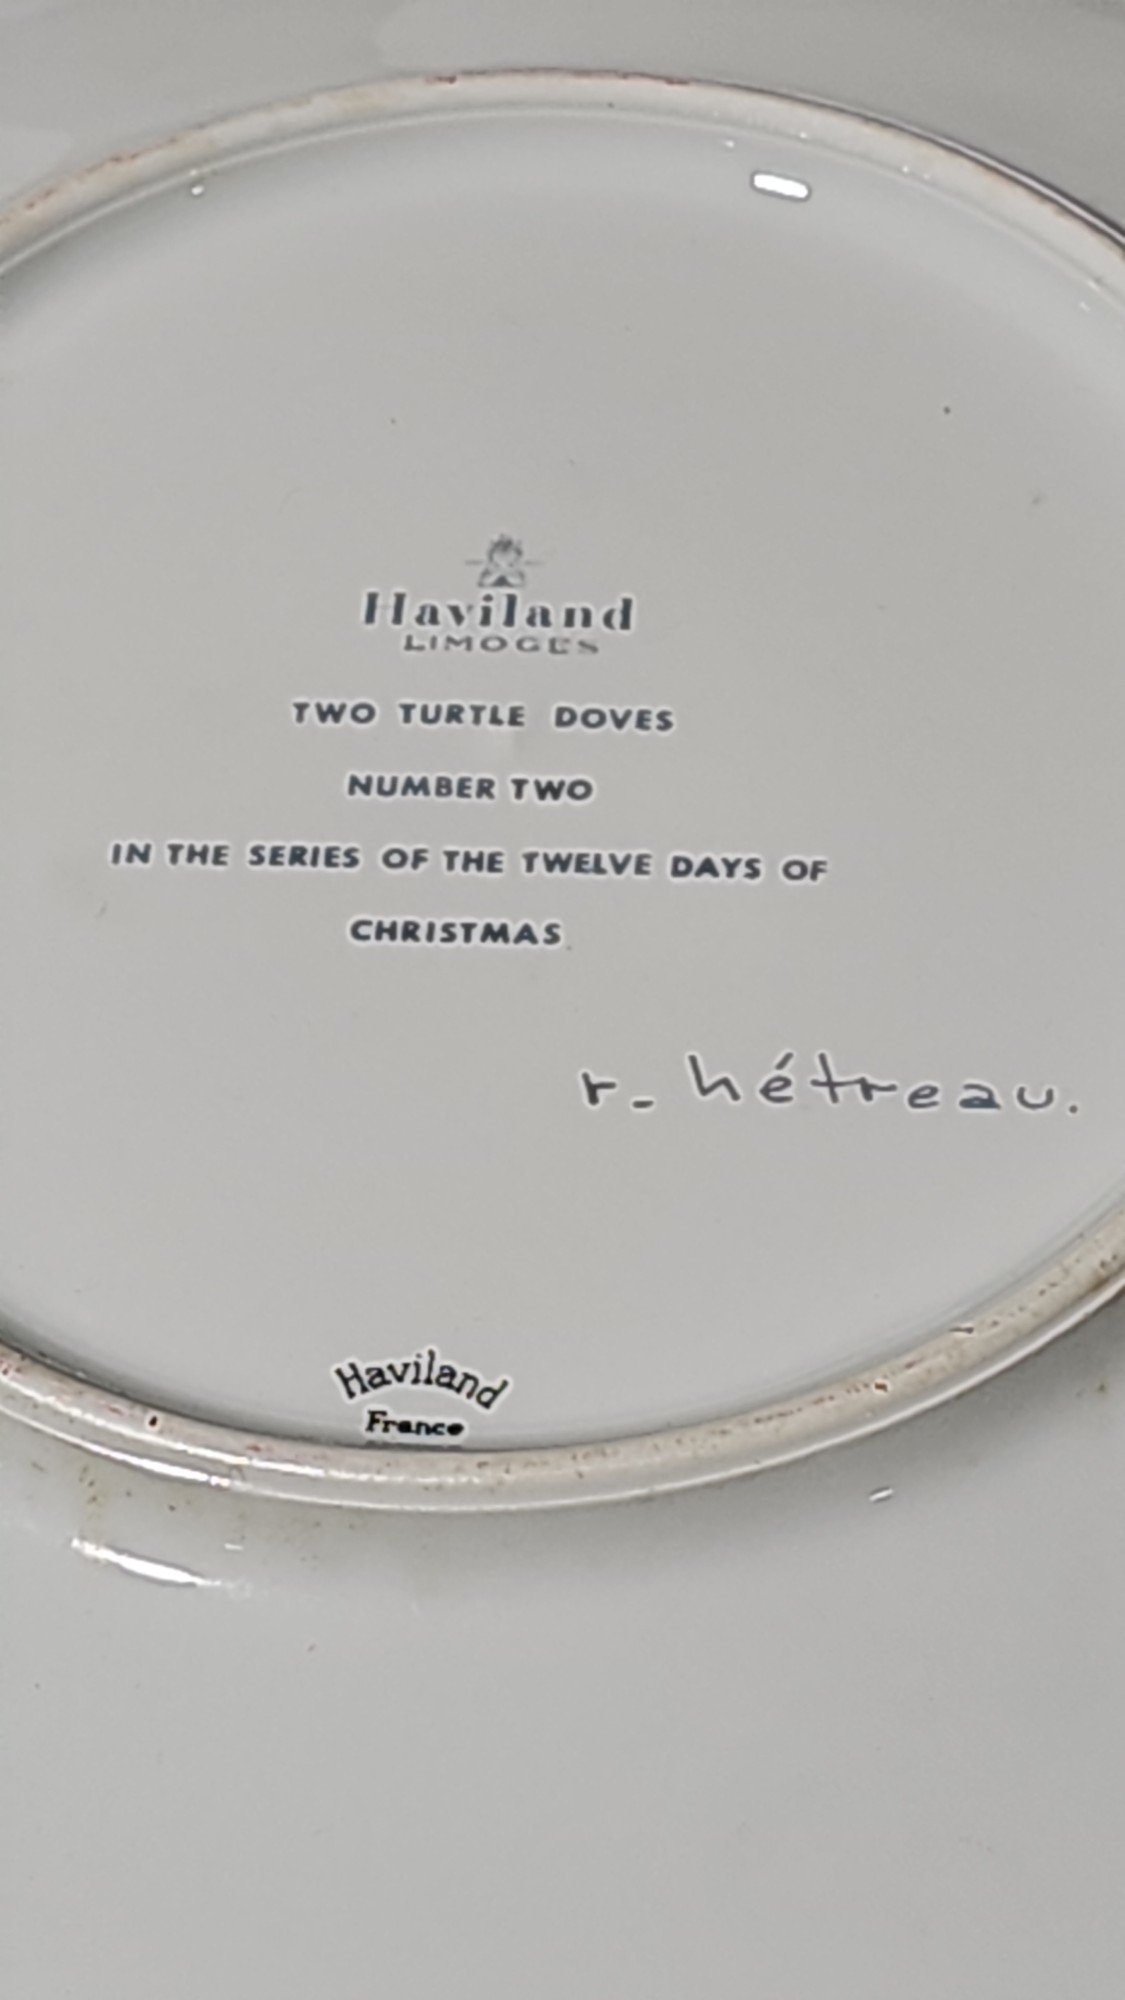 Haviland
LIMOGES
TWO TURTLE DOVES
NUMBER TWO
IN THE SERIES OF THE TWELVE DAYS OF
CHRISTMAS
r. hétreau.
Haviland
France